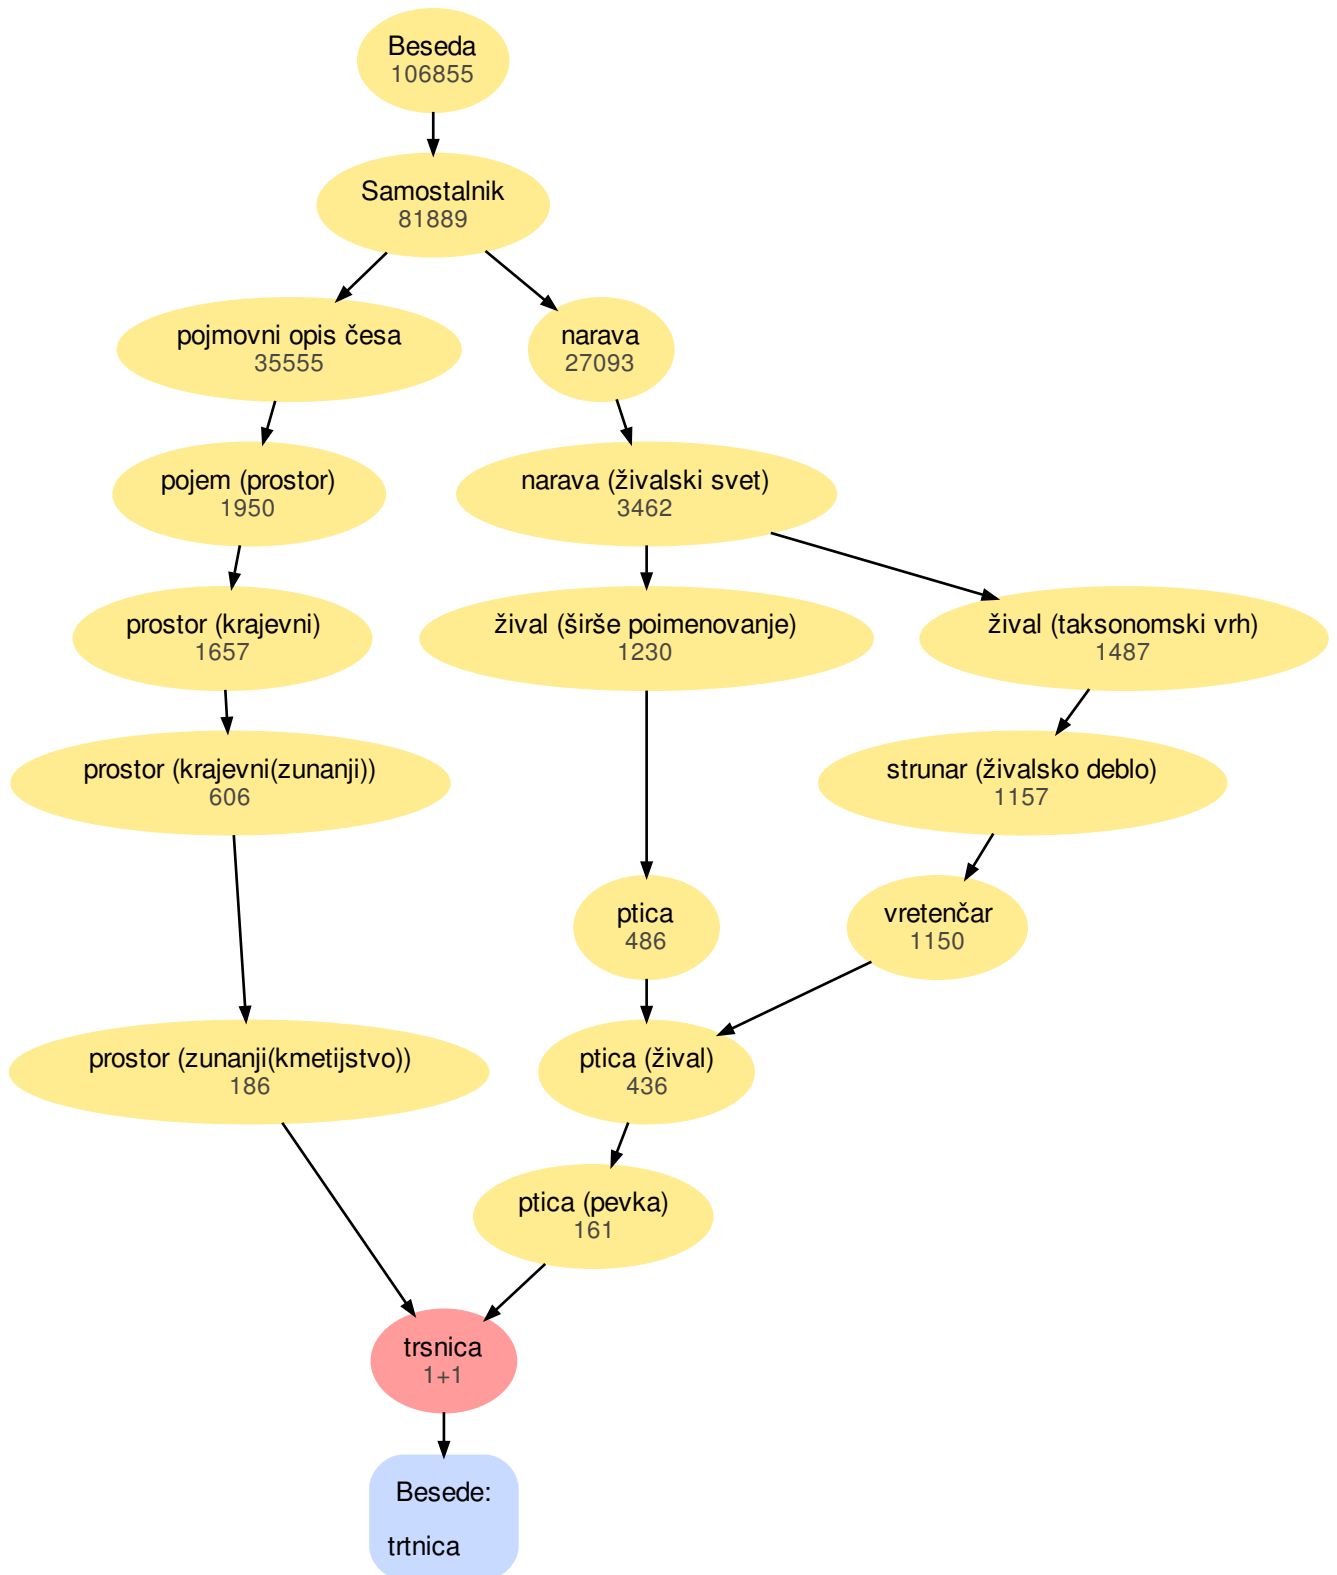 Beseda
106855
Samostalnik
81889
pojmovni opis česa
35555
narava
27093
pojem (prostor)
1950
narava (živalski svet)
3462
prostor (krajevni)
1657
žival (širše poimenovanje)
1230
žival (taksonomski vrh)
1487
prostor (krajevni(zunanji))
606
strunar (živalsko deblo)
1157
ptica
486
vretenčar
1150
prostor (zunanji(kmetijstvo))
186
ptica (žival)
436
ptica (pevka)
161
trsnica
1+1
Besede:
trtnica